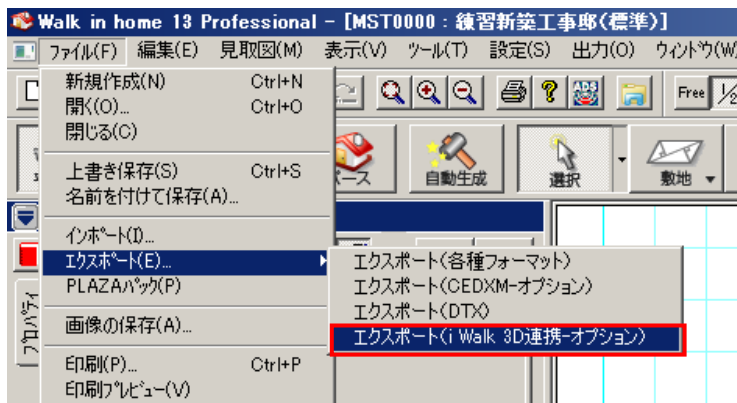 Walk in home 13 Professional - [MST0000 : 練習新築工事邸(標準)]
ファイル(F) 編集(E) 見取図(M) 表示(V) ツール(T) 設定(S) 出力(O) ウィンドウ(W)
新規作成(N) Ctrl+N
開く(O)... Ctrl+O
閉じる(C)
Free 1/2
上書き保存(S) Ctrl+S
名前を付けて保存(A)...
ース 自動生成 選択 敷地
インポート(I)...
エクスポート(E)...
エクスポート(各種フォーマット)
PLAZAパック(P)
エクスポート(CEDXM-オプション)
エクスポート(DTX)
画像の保存(A)...
エクスポート(i Walk 3D連携-オプション)
プロパティ
印刷(P)... Ctrl+P
印刷プレビュー(V)